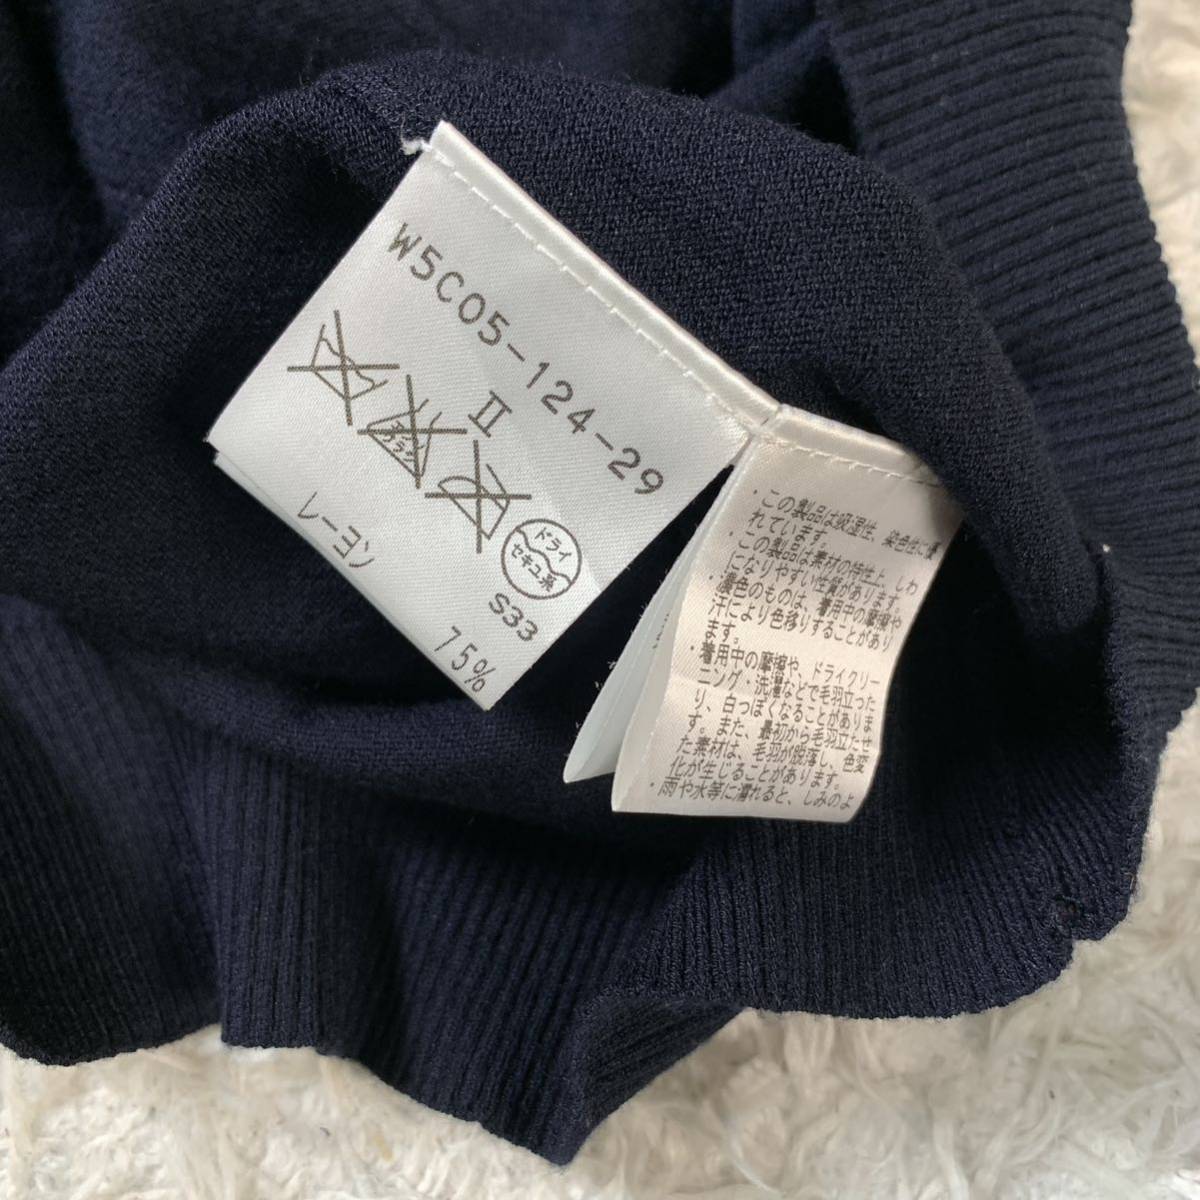 W5C05-124-29
II
エンソ
サラシ
ドライ
セキユ系
S33
レーヨン 75%
・この製品は吸湿性、染色性に優
れています。
・この製品は素材の特性上、しわ
になりやすい性質があります。
・濃色のものは、着用中の摩擦や
汗により色移りすることがあり
ます。
・着用中の摩擦や、ドライクリー
ニング・洗濯などで毛羽立った
り、白っぽくなることがありま
す。また、最初から毛羽立たせ
た素材は、毛羽が脱落し、色変
化が生じることがあります。
・雨や水等に濡れると、しみのよ